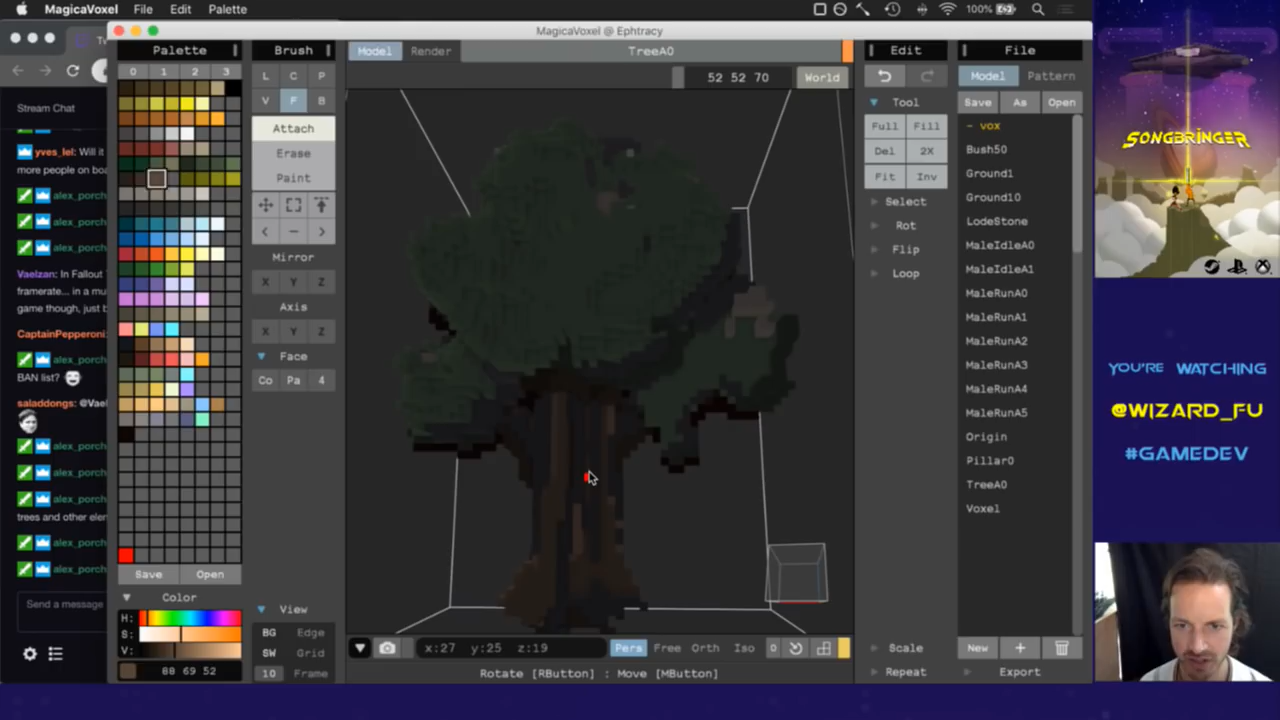 MagicaVoxel File Edit Palette 100%
MagicaVoxel @ Ephtracy
Stream Chat
yves_lel: Will it
more people on boa
alex_porch
alex_porch
alex_porch
Vaelzan: In Fallout
framerate... in a mu
game though, just b
CaptainPepperoni:
alex_porch
BAN list?
saladdongs: @Vael
alex_porch
alex_porch
alex_porch
trees and other eler
alex_porch
alex_porch
Send a message
Palette
0 1 2 3
Save Open
Color
H:
S:
V:
88 69 52
Brush
L C P
V F B
Attach
Erase
Paint
Mirror
X Y Z
Axis
X Y Z
Face
Co Pa 4
View
BG Edge
SW Grid
10 Frame
Model Render TreeA0
52 52 70 World
x:27 y:25 z:19 Pers Free Orth Iso 0
Rotate [RButton] : Move [MButton]
Edit
Tool
Full Fill
Del 2X
Fit Inv
Select
Rot
Flip
Loop
Scale
Repeat
File
Model Pattern
Save As Open
- vox
Bush50
Ground1
Ground10
LodeStone
MaleIdleA0
MaleIdleA1
MaleRunA0
MaleRunA1
MaleRunA2
MaleRunA3
MaleRunA4
MaleRunA5
Origin
Pillar0
TreeA0
Voxel
New +
Export
SONGBRINGER
YOU'RE WATCHING
@WIZARD_FU
#GAMEDEV